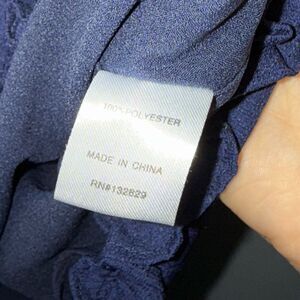 100% POLYESTER
MADE IN CHINA
RN#132829